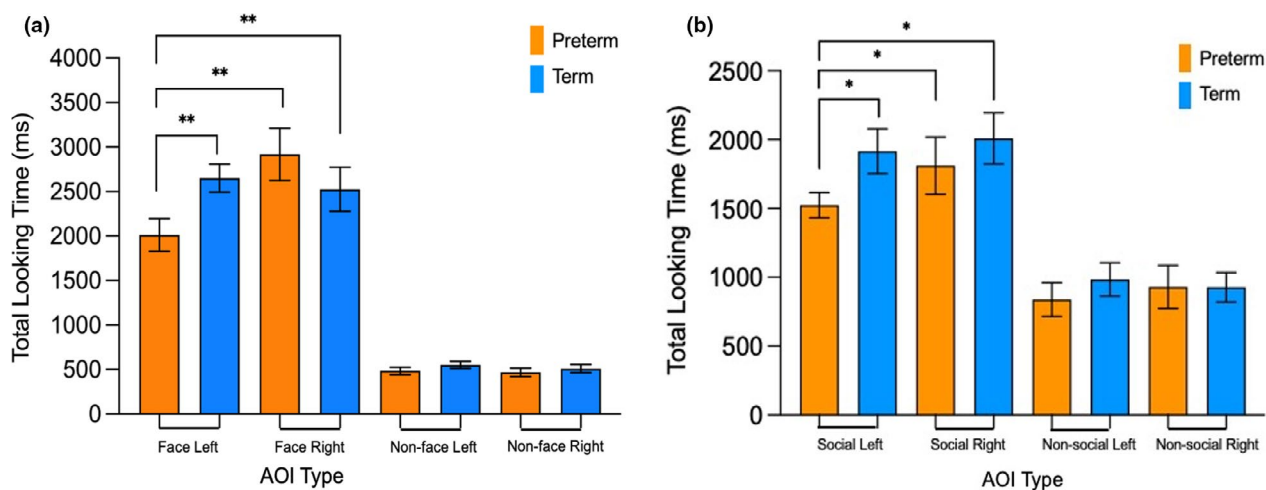 (a)
**
**
**
Preterm
Term
Total Looking Time (ms)
4000
3500
3000
2500
2000
1500
1000
500
0
Face Left
Face Right
Non-face Left
Non-face Right
AOI Type
(b)
*
*
*
Preterm
Term
Total Looking Time (ms)
2500
2000
1500
1000
500
0
Social Left
Social Right
Non-social Left
Non-social Right
AOI Type